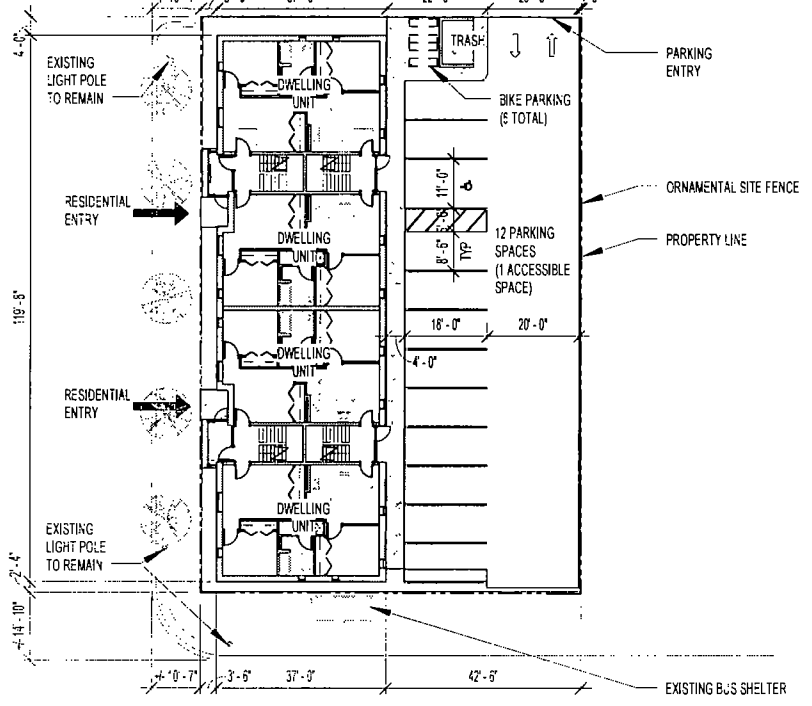 4'-0"
EXISTING
LIGHT POLE
TO REMAIN
TRASH
PARKING
ENTRY
DWELLING
UNIT
BIKE PARKING
(6 TOTAL)
11'-0"
ORNAMENTAL SITE FENCE
RESIDENTIAL
ENTRY
DWELLING
UNIT
8'-6"
TYP
12 PARKING
SPACES
(1 ACCESSIBLE
SPACE)
PROPERTY LINE
119'-8"
18'-0"
20'-0"
4'-0"
DWELLING
UNIT
RESIDENTIAL
ENTRY
DWELLING
UNIT
EXISTING
LIGHT POLE
TO REMAIN
2'-4"
+/-14'-10"
+/-10'-7"
3'-6"
37'-0"
42'-6"
EXISTING BUS SHELTER